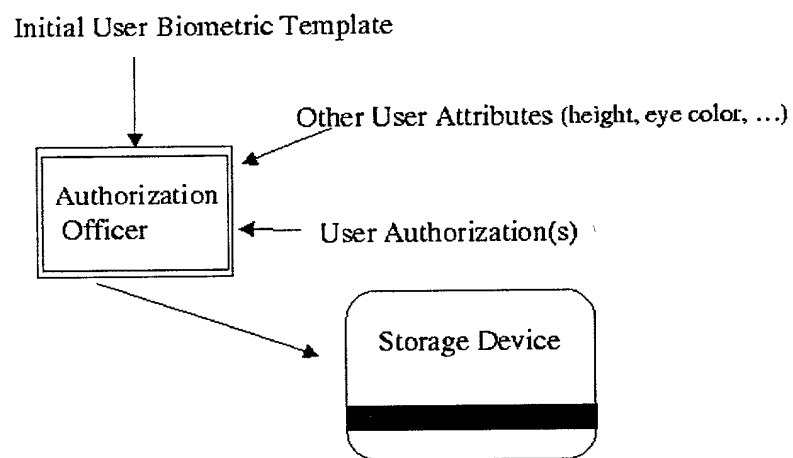 Initial User Biometric Template
Other User Attributes (height, eye color, ...)
Authorization
Officer
User Authorization(s)
Storage Device